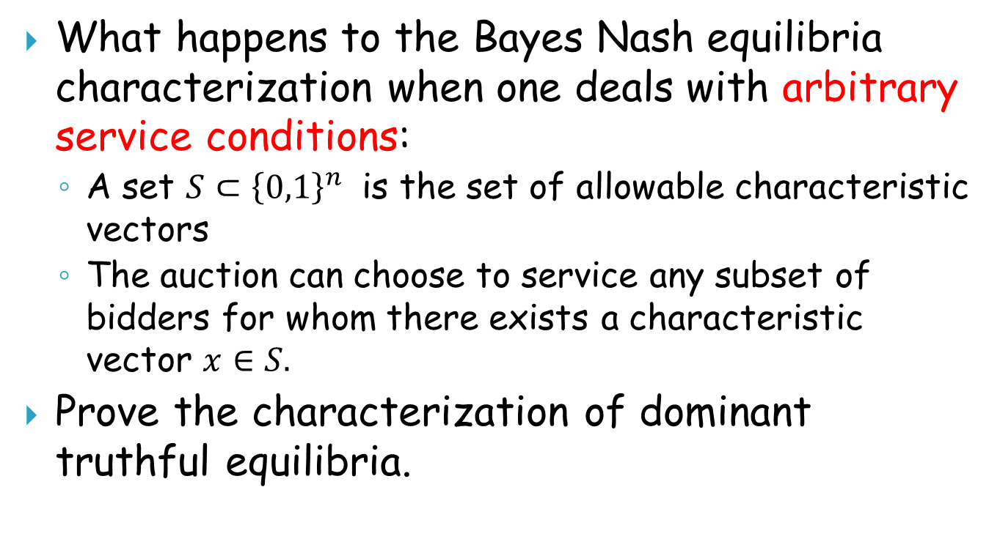 What happens to the Bayes Nash equilibria
characterization when one deals with arbitrary
service conditions:
A set 𝑆 ⊂ {0,1}ⁿ is the set of allowable characteristic
vectors
The auction can choose to service any subset of
bidders for whom there exists a characteristic
vector 𝑥 ∈ 𝑆.
Prove the characterization of dominant
truthful equilibria.